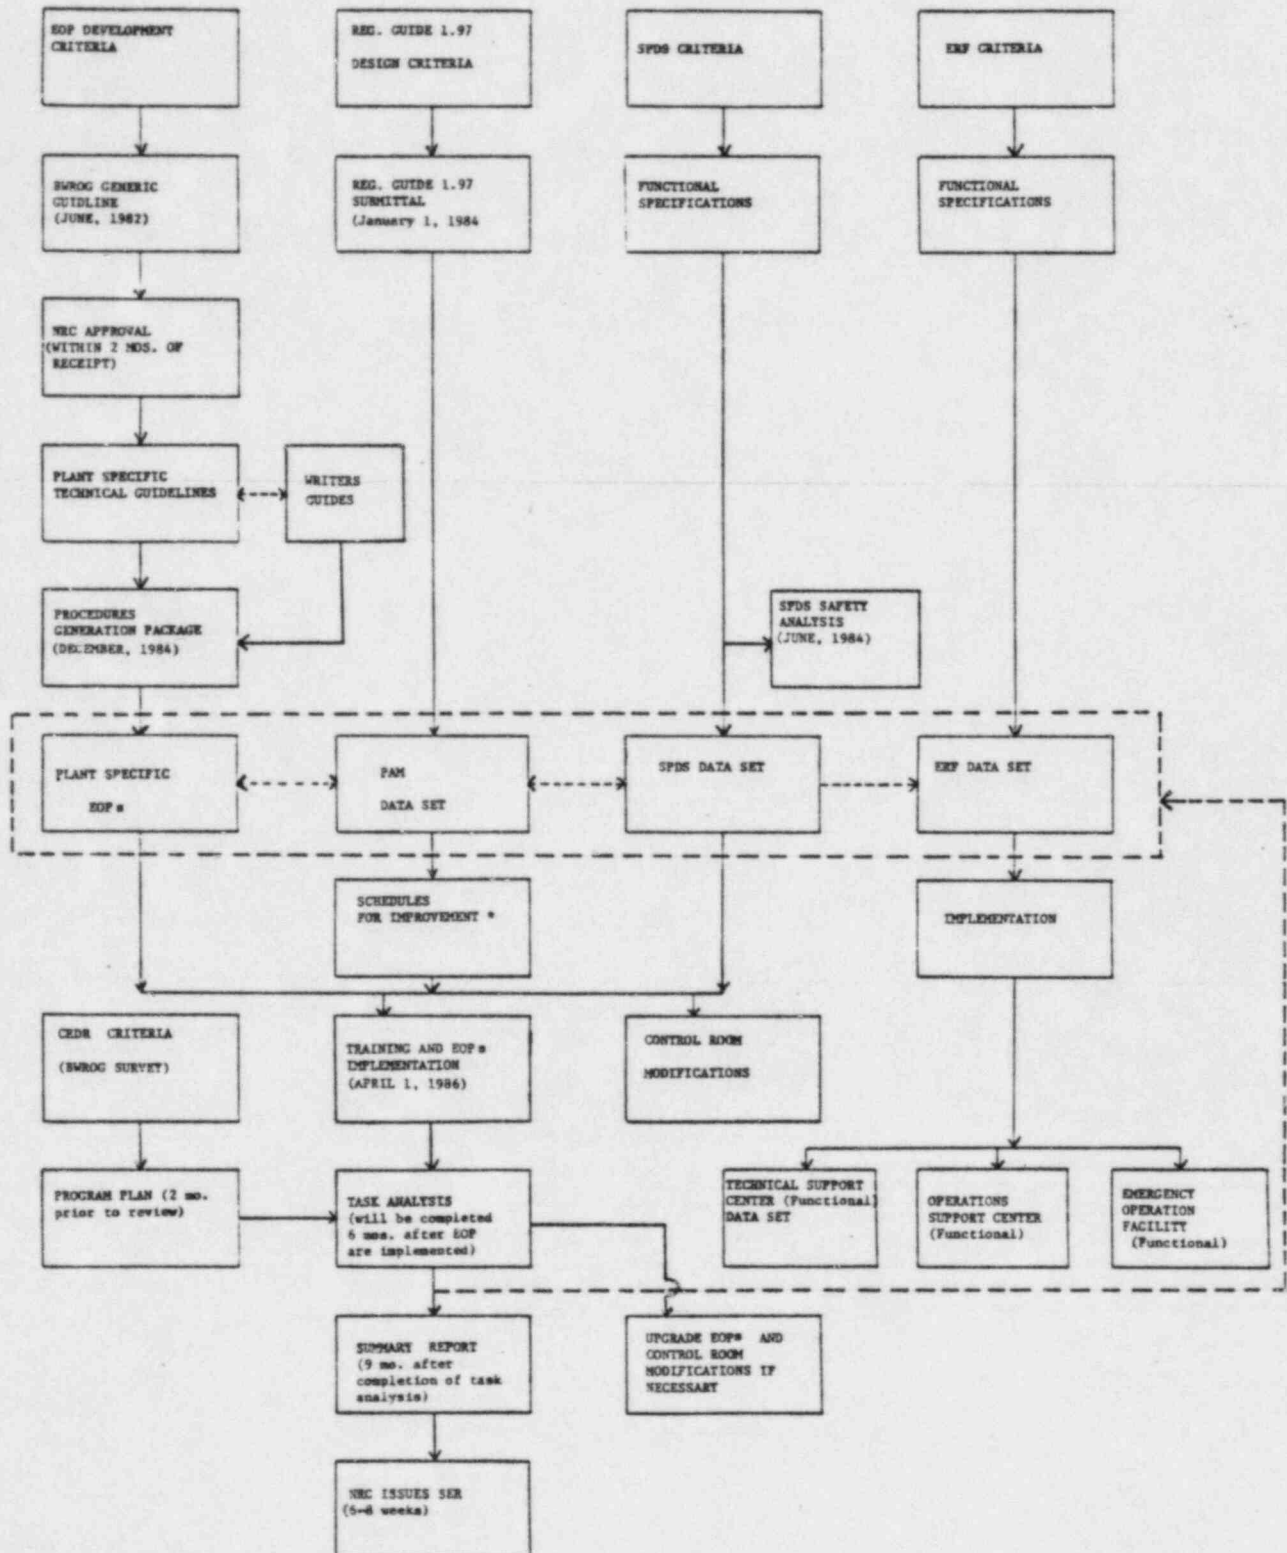 EOP DEVELOPMENT
CRITERIA
REG. GUIDE 1.97
DESIGN CRITERIA
SPDS CRITERIA
ERF CRITERIA
BWROG GENERIC
GUIDLINE
(JUNE, 1982)
REG. GUIDE 1.97
SUBMITTAL
(January 1, 1984
FUNCTIONAL
SPECIFICATIONS
FUNCTIONAL
SPECIFICATIONS
NRC APPROVAL
(WITHIN 2 MOS. OF
RECEIPT)
PLANT SPECIFIC
TECHNICAL GUIDELINES
WRITERS
GUIDES
PROCEDURES
GENERATION PACKAGE
(DECEMBER, 1984)
SPDS SAFETY
ANALYSIS
(JUNE, 1984)
PLANT SPECIFIC
EOPs
PAM
DATA SET
SPDS DATA SET
ERF DATA SET
SCHEDULES
FOR IMPROVEMENT *
IMPLEMENTATION
CRDR CRITERIA
(BWROG SURVEY)
TRAINING AND EOPs
IMPLEMENTATION
(APRIL 1, 1986)
CONTROL ROOM
MODIFICATIONS
PROGRAM PLAN (2 mo.
prior to review)
TASK ANALYSIS
(will be completed
6 mos. after EOP
are implemented)
TECHNICAL SUPPORT
CENTER (Functional)
DATA SET
OPERATIONS
SUPPORT CENTER
(Functional)
EMERGENCY
OPERATION
FACILITY
(Functional)
SUMMARY REPORT
(9 mo. after
completion of task
analysis)
UPGRADE EOPs AND
CONTROL ROOM
MODIFICATIONS IF
NECESSARY
NRC ISSUES SER
(6-8 weeks)